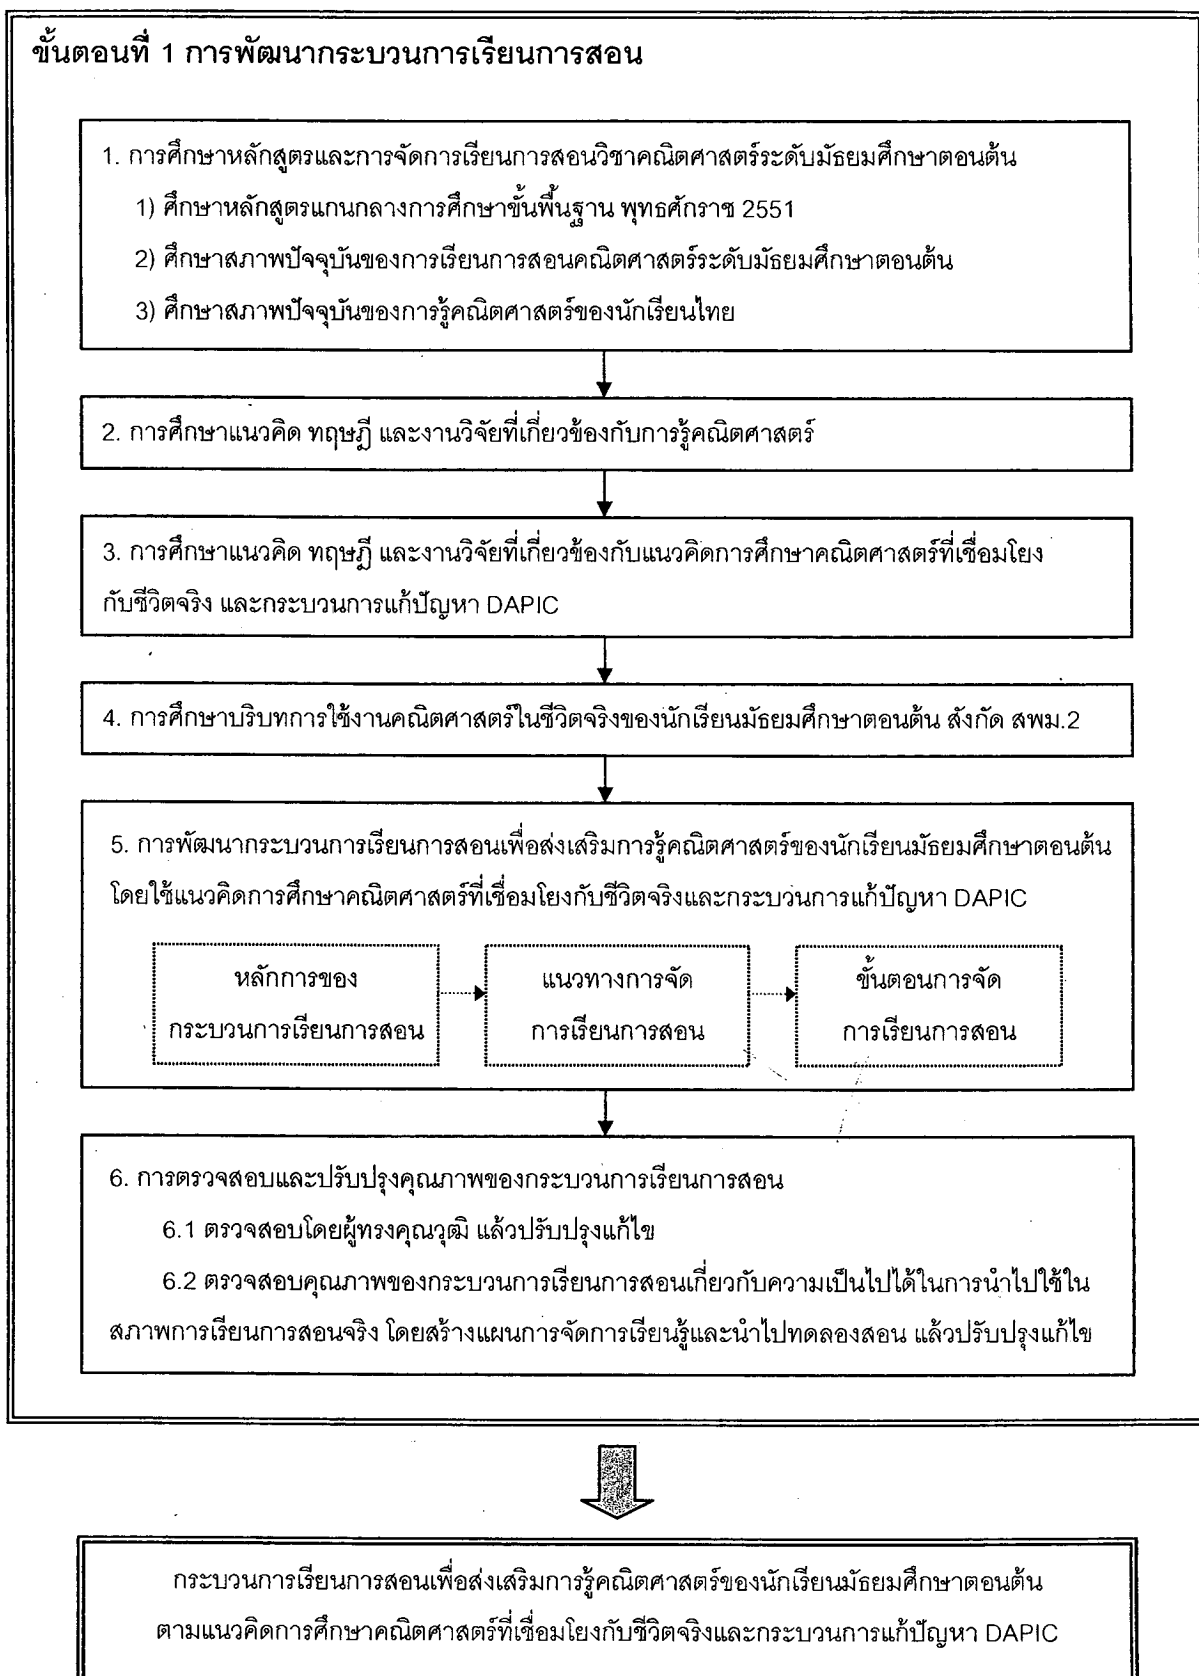 ขั้นตอนที่ 1 การพัฒนากระบวนการเรียนการสอน
1. การศึกษาหลักสูตรและการจัดการเรียนการสอนวิชาคณิตศาสตร์ระดับมัธยมศึกษาตอนต้น
1) ศึกษาหลักสูตรแกนกลางการศึกษาขั้นพื้นฐาน พุทธศักราช 2551
2) ศึกษาสภาพปัจจุบันของการเรียนการสอนคณิตศาสตร์ระดับมัธยมศึกษาตอนต้น
3) ศึกษาสภาพปัจจุบันของการรู้คณิตศาสตร์ของนักเรียนไทย
2. การศึกษาแนวคิด ทฤษฎี และงานวิจัยที่เกี่ยวข้องกับการรู้คณิตศาสตร์
3. การศึกษาแนวคิด ทฤษฎี และงานวิจัยที่เกี่ยวข้องกับแนวคิดการศึกษาคณิตศาสตร์ที่เชื่อมโยง
กับชีวิตจริง และกระบวนการแก้ปัญหา DAPIC
4. การศึกษาบริบทการใช้งานคณิตศาสตร์ในชีวิตจริงของนักเรียนมัธยมศึกษาตอนต้น สังกัด สพม.2
5. การพัฒนากระบวนการเรียนการสอนเพื่อส่งเสริมการรู้คณิตศาสตร์ของนักเรียนมัธยมศึกษาตอนต้น
โดยใช้แนวคิดการศึกษาคณิตศาสตร์ที่เชื่อมโยงกับชีวิตจริงและกระบวนการแก้ปัญหา DAPIC
หลักการของ
กระบวนการเรียนการสอน
แนวทางการจัด
การเรียนการสอน
ขั้นตอนการจัด
การเรียนการสอน
6. การตรวจสอบและปรับปรุงคุณภาพของกระบวนการเรียนการสอน
6.1 ตรวจสอบโดยผู้ทรงคุณวุฒิ แล้วปรับปรุงแก้ไข
6.2 ตรวจสอบคุณภาพของกระบวนการเรียนการสอนเกี่ยวกับความเป็นไปได้ในการนำไปใช้ใน
สภาพการเรียนการสอนจริง โดยสร้างแผนการจัดการเรียนรู้และนำไปทดลองสอน แล้วปรับปรุงแก้ไข
กระบวนการเรียนการสอนเพื่อส่งเสริมการรู้คณิตศาสตร์ของนักเรียนมัธยมศึกษาตอนต้น
ตามแนวคิดการศึกษาคณิตศาสตร์ที่เชื่อมโยงกับชีวิตจริงและกระบวนการแก้ปัญหา DAPIC